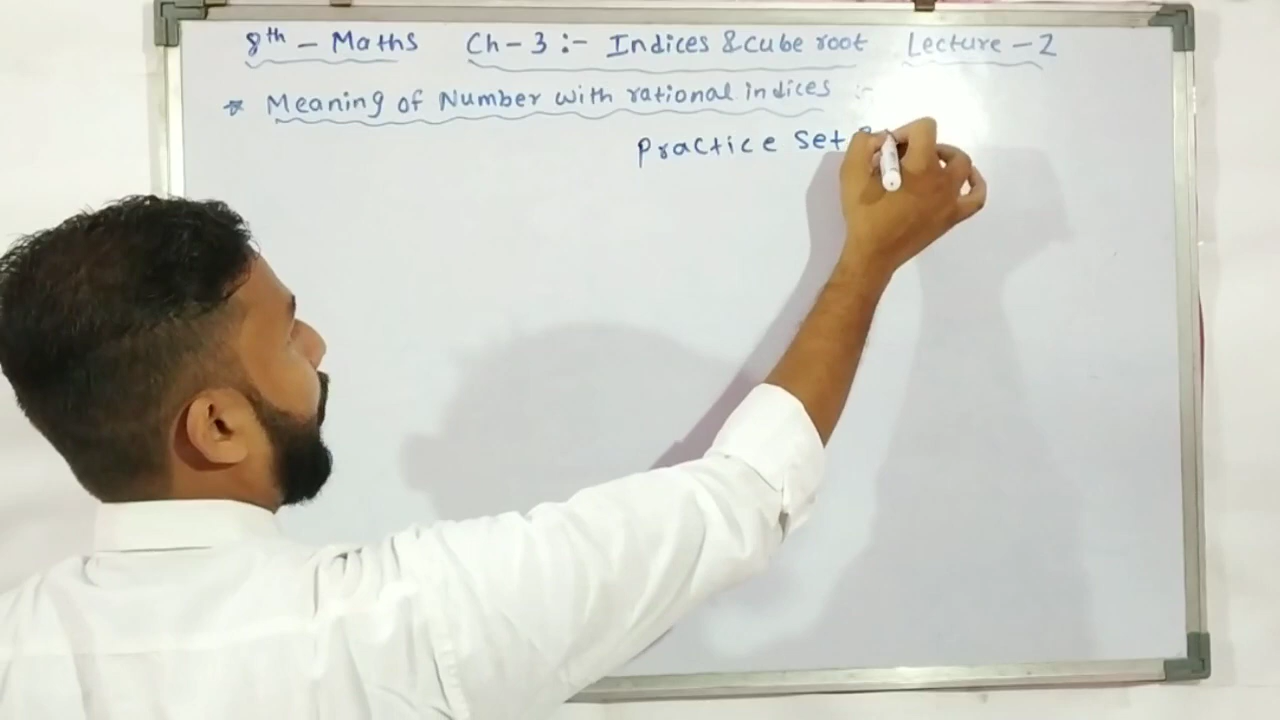 8th - Maths Ch-3 :- Indices & cube root Lecture-2
* Meaning of Number with rational indices :-
Practice Set